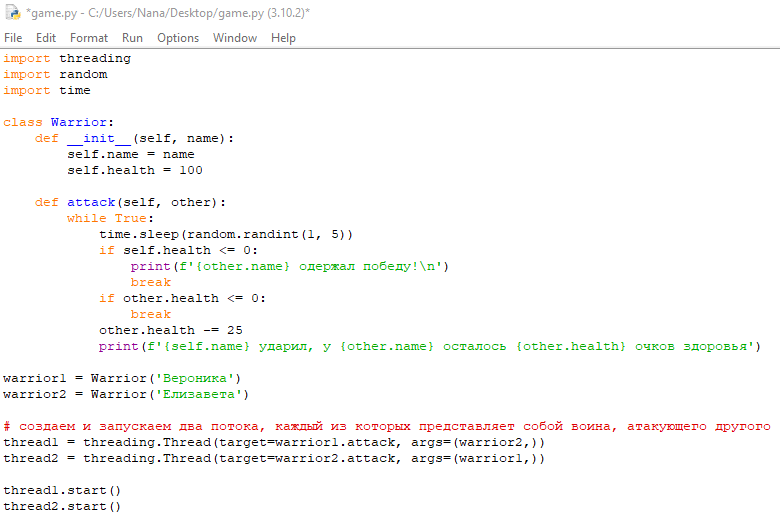 *game.py - C:/Users/Nana/Desktop/game.py (3.10.2)*
File Edit Format Run Options Window Help
import threading
import random
import time

class Warrior:
    def __init__(self, name):
        self.name = name
        self.health = 100

    def attack(self, other):
        while True:
            time.sleep(random.randint(1, 5))
            if self.health <= 0:
                print(f'{other.name} одержал победу!\n')
                break
            if other.health <= 0:
                break
            other.health -= 25
            print(f'{self.name} ударил, у {other.name} осталось {other.health} очков здоровья')

warrior1 = Warrior('Вероника')
warrior2 = Warrior('Елизавета')

# создаем и запускаем два потока, каждый из которых представляет собой воина, атакующего другого
thread1 = threading.Thread(target=warrior1.attack, args=(warrior2,))
thread2 = threading.Thread(target=warrior2.attack, args=(warrior1,))

thread1.start()
thread2.start()